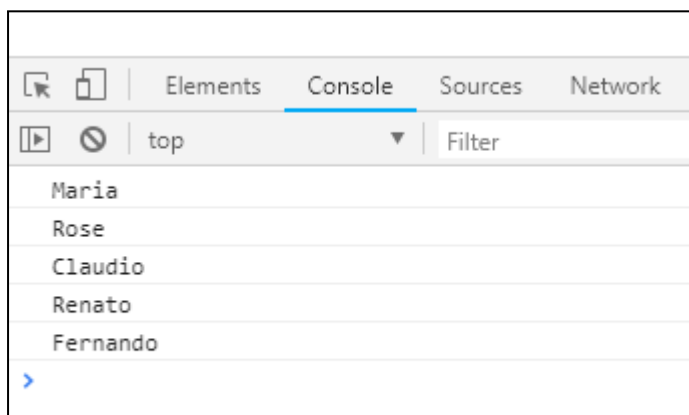 Elements Console Sources Network
top Filter
Maria
Rose
Claudio
Renato
Fernando